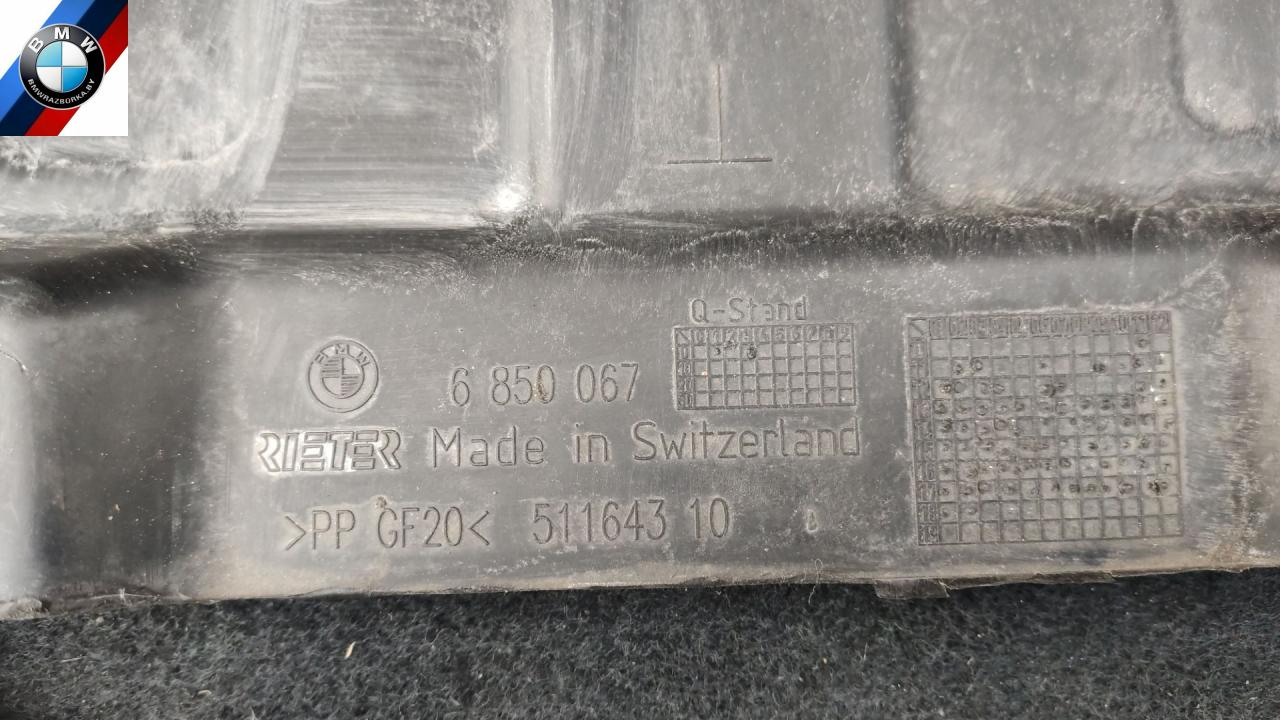 BMW
BMWRAZBORKA.BY
Q-Stand
BMW
6 850 067
RIETER Made in Switzerland
>PP GF20< 511643 10